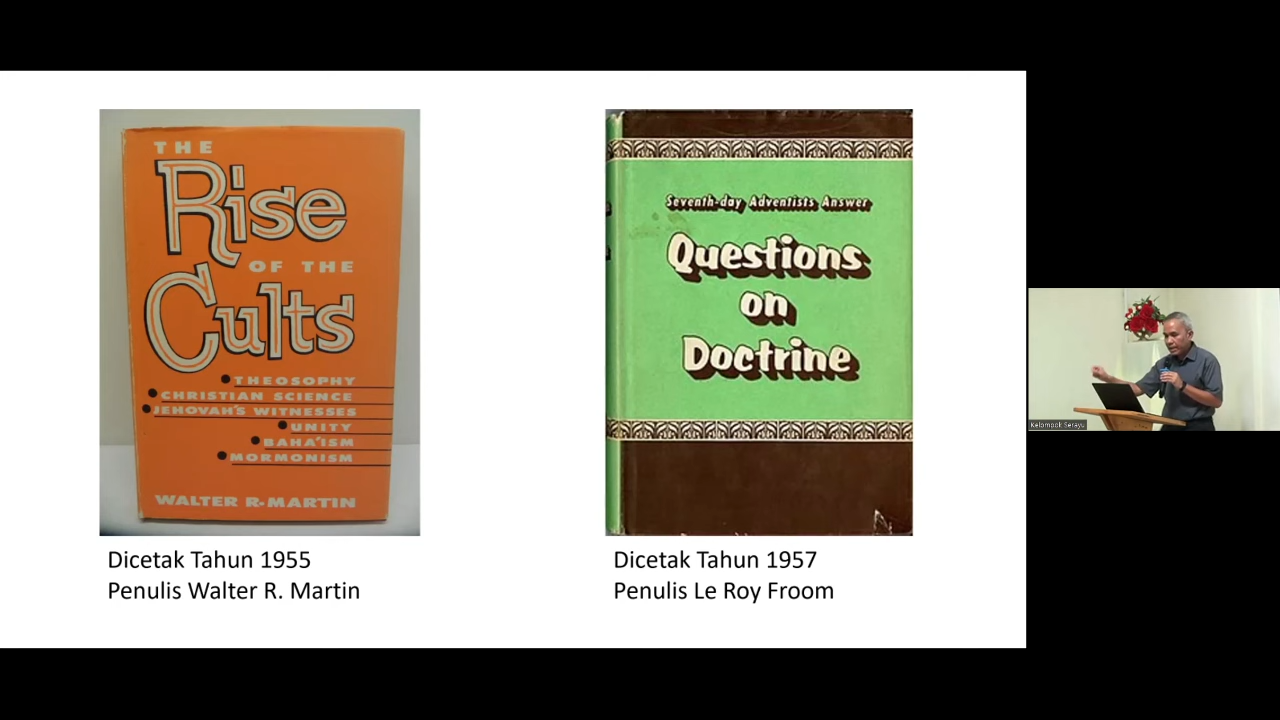 THE
Rise
OF THE
Cults
THEOSOPHY
CHRISTIAN SCIENCE
JEHOVAH'S WITNESSES
UNITY
BAHA'ISM
MORMONISM
WALTER R. MARTIN
Dicetak Tahun 1955
Penulis Walter R. Martin
Seventh-day Adventists Answer
Questions
on
Doctrine
Dicetak Tahun 1957
Penulis Le Roy Froom
Kelompok Serayu